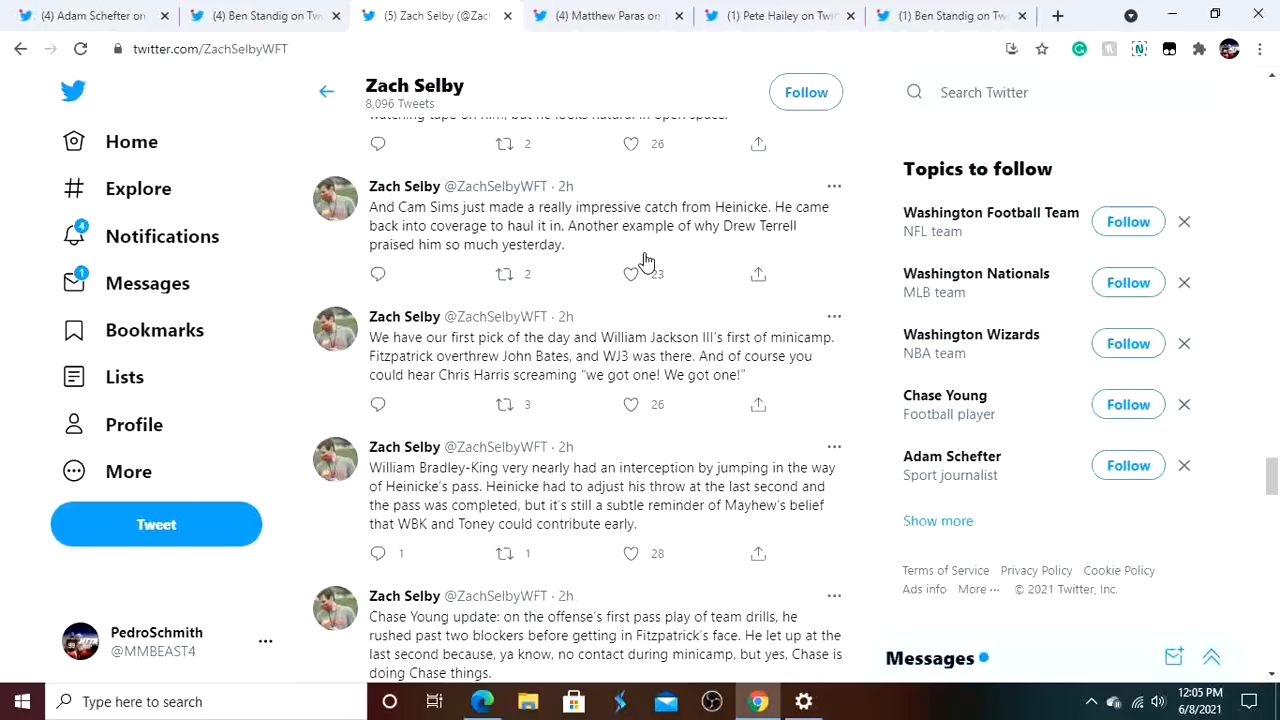 (4) Adam Schefter on
(4) Ben Standig on Tw
(5) Zach Selby (@Zac
(4) Matthew Paras on
(1) Pete Hailey on Twi
(1) Ben Standig on Tw
twitter.com/ZachSelbyWFT
Zach Selby
8,096 Tweets
Follow
Search Twitter
Home
Explore
4
Notifications
1
Messages
Bookmarks
Lists
Profile
More
Tweet
PedroSchmith
@MMBEAST4
watching tape on him, but he looks natural in open space.
2 26
Zach Selby @ZachSelbyWFT · 2h
And Cam Sims just made a really impressive catch from Heinicke. He came
back into coverage to haul it in. Another example of why Drew Terrell
praised him so much yesterday.
2 23
Zach Selby @ZachSelbyWFT · 2h
We have our first pick of the day and William Jackson III's first of minicamp.
Fitzpatrick overthrew John Bates, and WJ3 was there. And of course you
could hear Chris Harris screaming “we got one! We got one!”
3 26
Zach Selby @ZachSelbyWFT · 2h
William Bradley-King very nearly had an interception by jumping in the way
of Heinicke's pass. Heinicke had to adjust his throw at the last second and
the pass was completed, but it's still a subtle reminder of Mayhew's belief
that WBK and Toney could contribute early.
1 1 28
Zach Selby @ZachSelbyWFT · 2h
Chase Young update: on the offense's first pass play of team drills, he
rushed past two blockers before getting in Fitzpatrick's face. He let up at the
last second because, ya know, no contact during minicamp, but yes, Chase is
doing Chase things.
Topics to follow
Washington Football Team
NFL team
Follow
Washington Nationals
MLB team
Follow
Washington Wizards
NBA team
Follow
Chase Young
Football player
Follow
Adam Schefter
Sport journalist
Follow
Show more
Terms of Service Privacy Policy Cookie Policy
Ads info More ··· © 2021 Twitter, Inc.
Messages
Type here to search
12:05 PM
6/8/2021